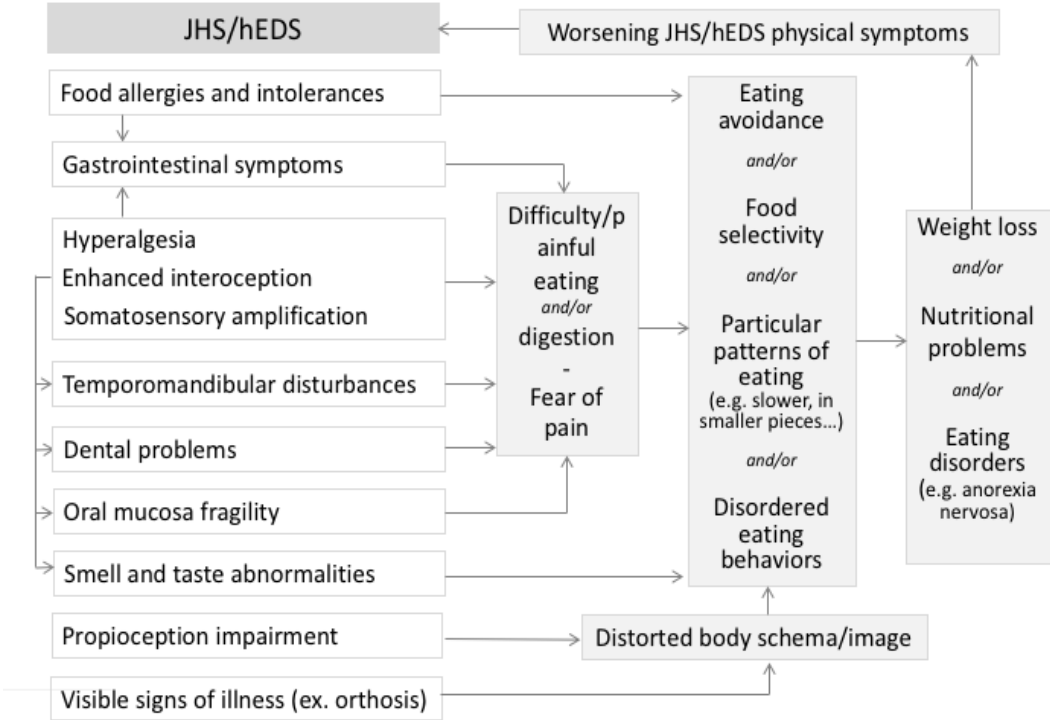 JHS/hEDS
Worsening JHS/hEDS physical symptoms
Food allergies and intolerances
Gastrointestinal symptoms
Hyperalgesia
Enhanced interoception
Somatosensory amplification
Temporomandibular disturbances
Dental problems
Oral mucosa fragility
Smell and taste abnormalities
Propioception impairment
Visible signs of illness (ex. orthosis)
Difficulty/p
ainful
eating
and/or
digestion
-
Fear of
pain
Distorted body schema/image
Eating
avoidance
and/or
Food
selectivity
and/or
Particular
patterns of
eating
(e.g. slower, in
smaller pieces...)
and/or
Disordered
eating
behaviors
Weight loss
and/or
Nutritional
problems
and/or
Eating
disorders
(e.g. anorexia
nervosa)